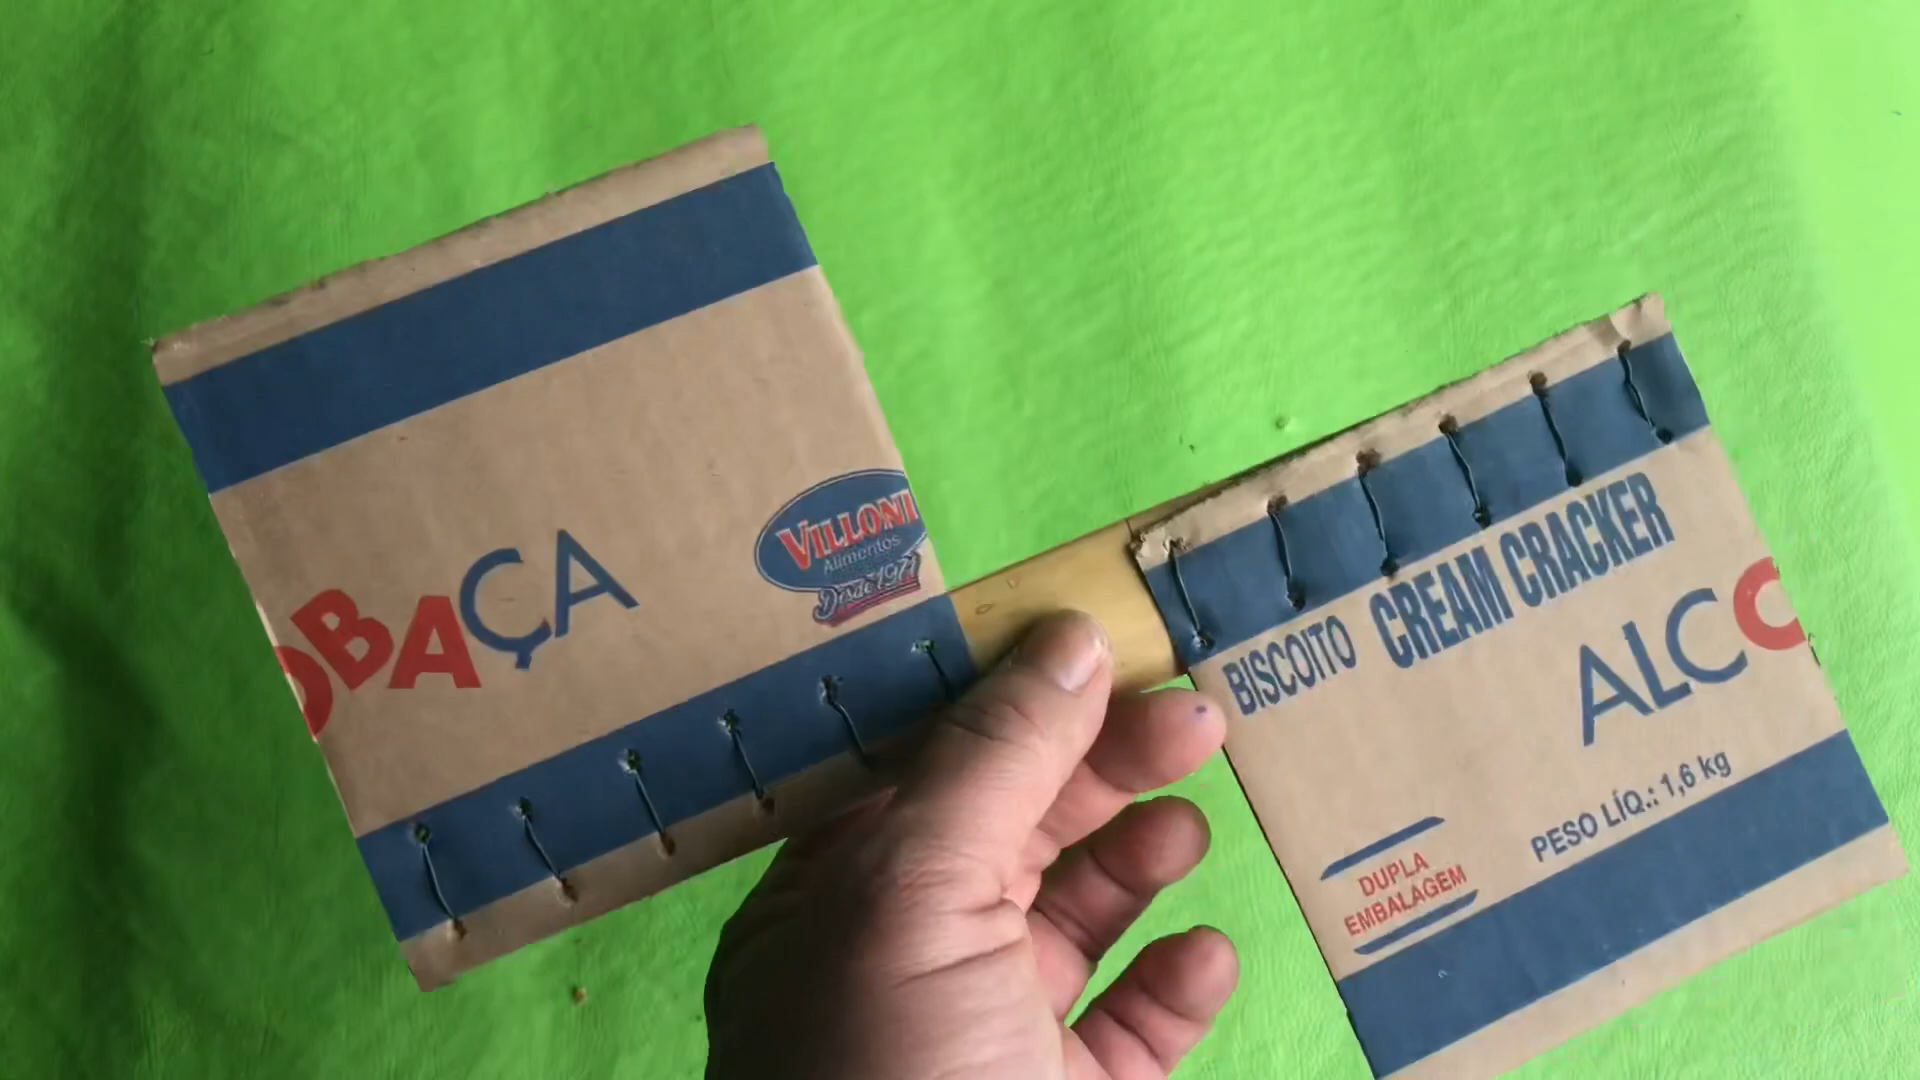 OBAÇA
VILLONI
Alimentos
Desde 1971
BISCOITO CREAM CRACKER
ALCO
PESO LÍQ.: 1,6 kg
DUPLA
EMBALAGEM